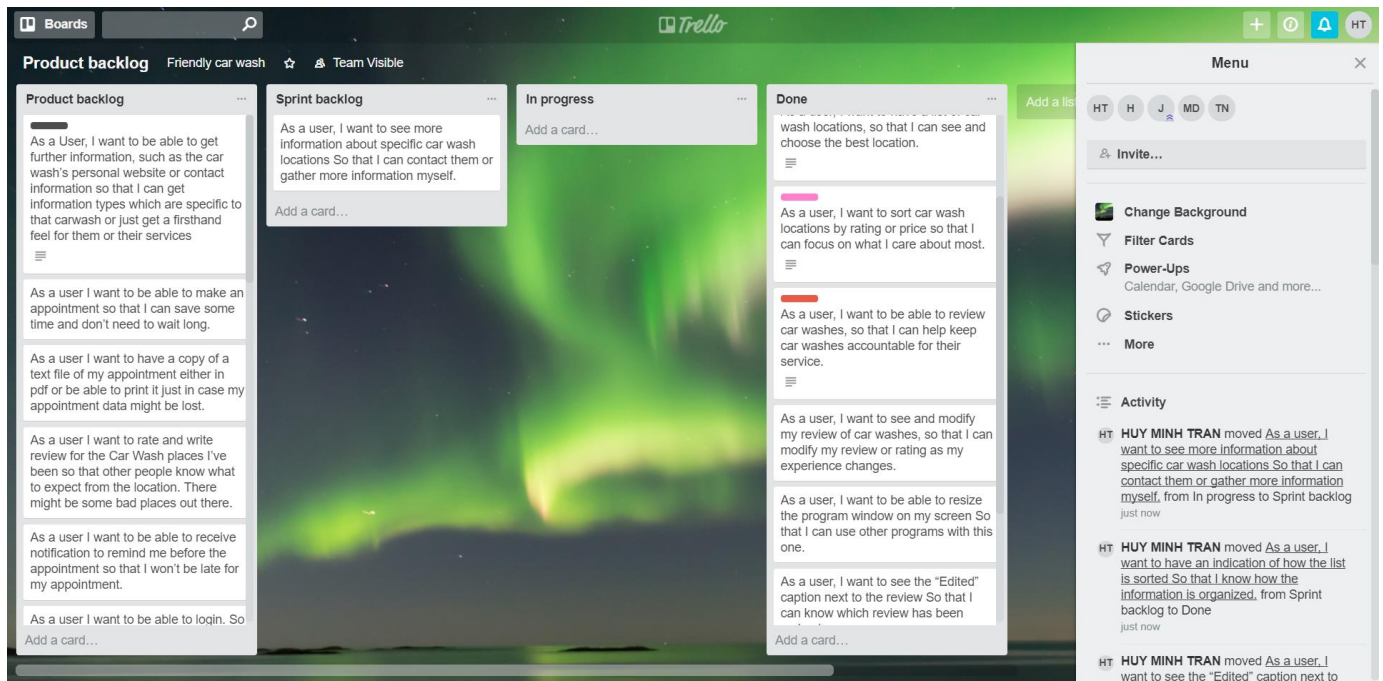 Boards
Trello
HT
Product backlog
Friendly car wash
Team Visible
Product backlog
As a User, I want to be able to get
further information, such as the car
wash's personal website or contact
information so that I can get
information types which are specific to
that carwash or just get a firsthand
feel for them or their services
As a user I want to be able to make an
appointment so that I can save some
time and don't need to wait long.
As a user I want to have a copy of a
text file of my appointment either in
pdf or be able to print it just in case my
appointment data might be lost.
As a user I want to rate and write
review for the Car Wash places I've
been so that other people know what
to expect from the location. There
might be some bad places out there.
As a user I want to be able to receive
notification to remind me before the
appointment so that I won't be late for
my appointment.
As a user I want to be able to login. So
Add a card…
Sprint backlog
As a user, I want to see more
information about specific car wash
locations So that I can contact them or
gather more information myself.
Add a card…
In progress
Add a card…
Done
wash locations, so that I can see and
choose the best location.
As a user, I want to sort car wash
locations by rating or price so that I
can focus on what I care about most.
As a user, I want to be able to review
car washes, so that I can help keep
car washes accountable for their
service.
As a user, I want to see and modify
my review of car washes, so that I can
modify my review or rating as my
experience changes.
As a user, I want to be able to resize
the program window on my screen So
that I can use other programs with this
one.
As a user, I want to see the “Edited”
caption next to the review So that I
can know which review has been
Add a card…
Add a list
Menu
HT H J MD TN
Invite…
Change Background
Filter Cards
Power-Ups
Calendar, Google Drive and more...
Stickers
More
Activity
HT HUY MINH TRAN moved As a user, I
want to see more information about
specific car wash locations So that I can
contact them or gather more information
myself. from In progress to Sprint backlog
just now
HT HUY MINH TRAN moved As a user, I
want to have an indication of how the list
is sorted So that I know how the
information is organized. from Sprint
backlog to Done
just now
HT HUY MINH TRAN moved As a user, I
want to see the "Edited" caption next to